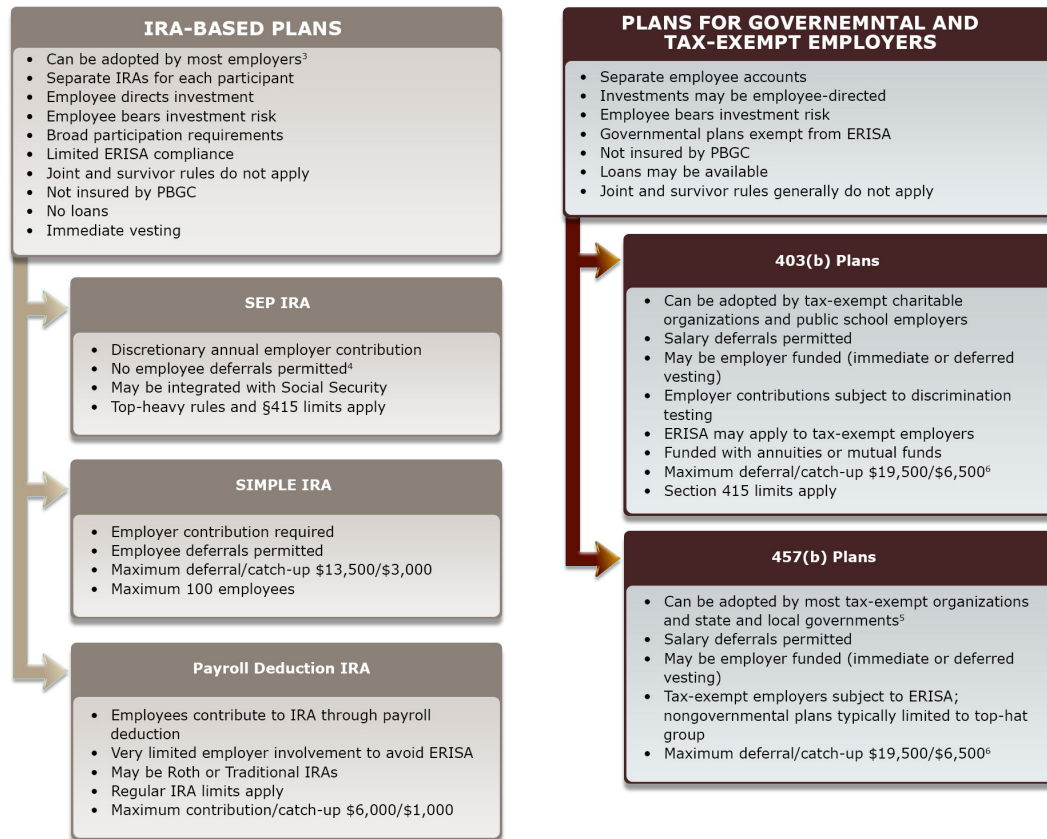 IRA-BASED PLANS
• Can be adopted by most employers³
• Separate IRAs for each participant
• Employee directs investment
• Employee bears investment risk
• Broad participation requirements
• Limited ERISA compliance
• Joint and survivor rules do not apply
• Not insured by PBGC
• No loans
• Immediate vesting
SEP IRA
• Discretionary annual employer contribution
• No employee deferrals permitted⁴
• May be integrated with Social Security
• Top-heavy rules and §415 limits apply
SIMPLE IRA
• Employer contribution required
• Employee deferrals permitted
• Maximum deferral/catch-up $13,500/$3,000
• Maximum 100 employees
Payroll Deduction IRA
• Employees contribute to IRA through payroll
deduction
• Very limited employer involvement to avoid ERISA
• May be Roth or Traditional IRAs
• Regular IRA limits apply
• Maximum contribution/catch-up $6,000/$1,000
PLANS FOR GOVERNEMNTAL AND
TAX-EXEMPT EMPLOYERS
• Separate employee accounts
• Investments may be employee-directed
• Employee bears investment risk
• Governmental plans exempt from ERISA
• Not insured by PBGC
• Loans may be available
• Joint and survivor rules generally do not apply
403(b) Plans
• Can be adopted by tax-exempt charitable
organizations and public school employers
• Salary deferrals permitted
• May be employer funded (immediate or deferred
vesting)
• Employer contributions subject to discrimination
testing
• ERISA may apply to tax-exempt employers
• Funded with annuities or mutual funds
• Maximum deferral/catch-up $19,500/$6,500⁶
• Section 415 limits apply
457(b) Plans
• Can be adopted by most tax-exempt organizations
and state and local governments⁵
• Salary deferrals permitted
• May be employer funded (immediate or deferred
vesting)
• Tax-exempt employers subject to ERISA;
nongovernmental plans typically limited to top-hat
group
• Maximum deferral/catch-up $19,500/$6,500⁶